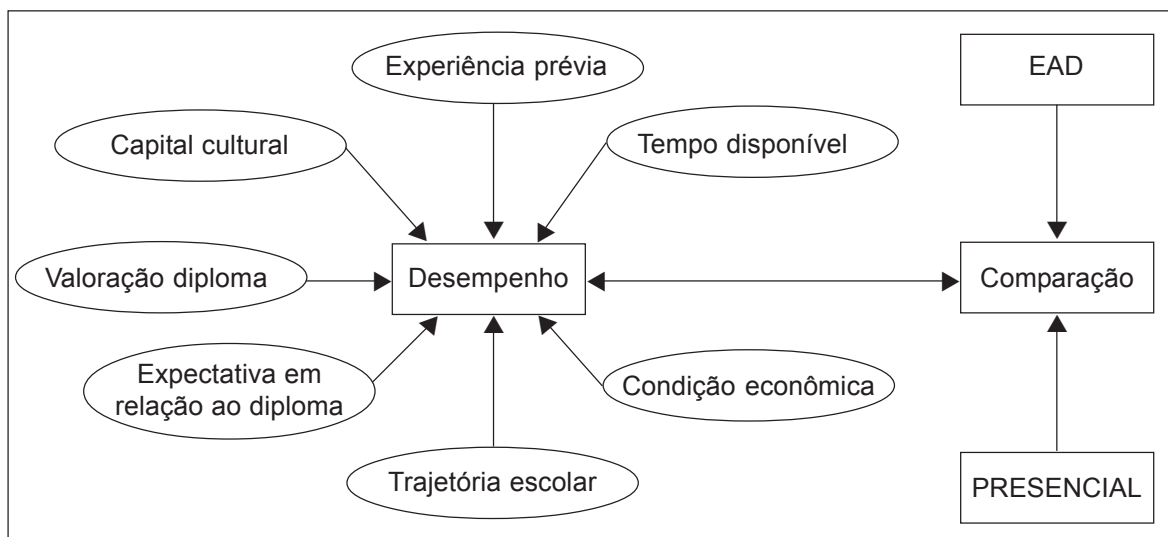 Experiência prévia
EAD
Capital cultural
Tempo disponível
Valoração diploma
Desempenho
Comparação
Expectativa em
relação ao diploma
Condição econômica
Trajetória escolar
PRESENCIAL